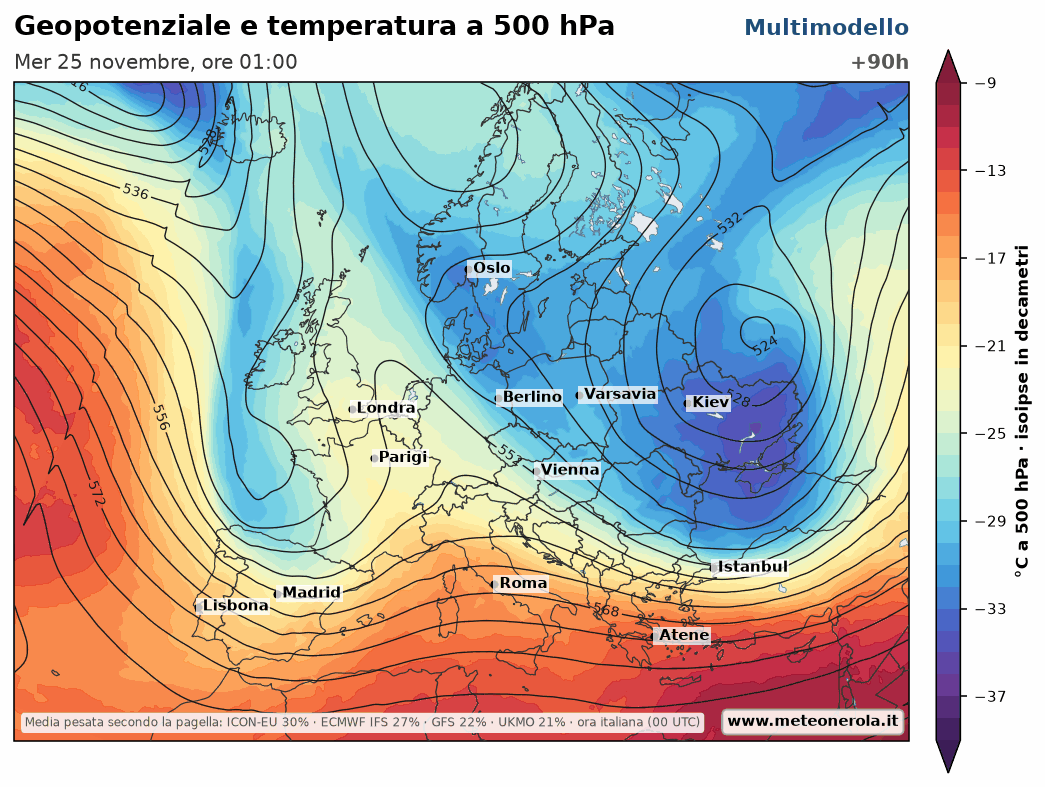 Geopotenziale e temperatura a 500 hPa
Multimodello
Mer 25 novembre, ore 01:00
+90h
528
536
532
Oslo
524
528
Berlino
Varsavia
Kiev
Londra
556
552
Parigi
Vienna
572
Istanbul
Roma
Madrid
Lisbona
568
Atene
Media pesata secondo la pagella: ICON-EU 30% · ECMWF IFS 27% · GFS 22% · UKMO 21% · ora italiana (00 UTC)
www.meteonerola.it
−9
−13
−17
−21
−25
−29
−33
−37
°C a 500 hPa · isoipse in decametri